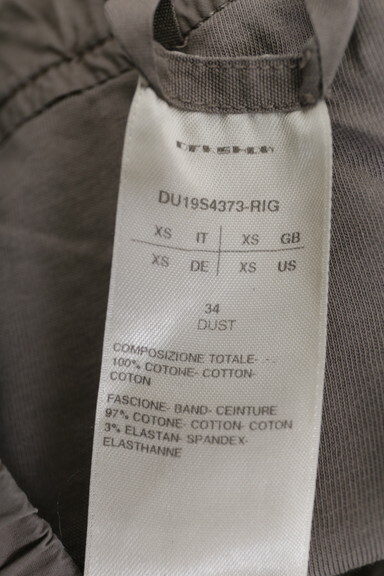 DRKSHDW
DU19S4373-RIG
XS IT XS GB
XS DE XS US
34
DUST
COMPOSIZIONE TOTALE- - -
100% COTONE- COTTON-
COTON
FASCIONE- BAND- CEINTURE
97% COTONE- COTTON- COTON
3% ELASTAN- SPANDEX-
ELASTHANNE